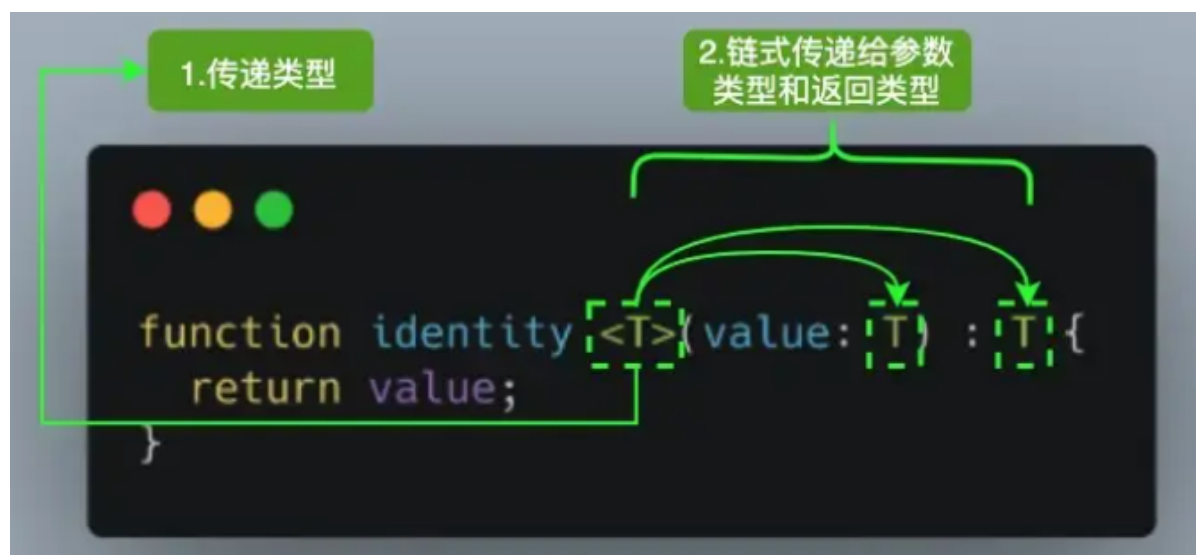 1.传递类型
2.链式传递给参数
类型和返回类型
function identity <T>(value: T) : T {
return value;
}